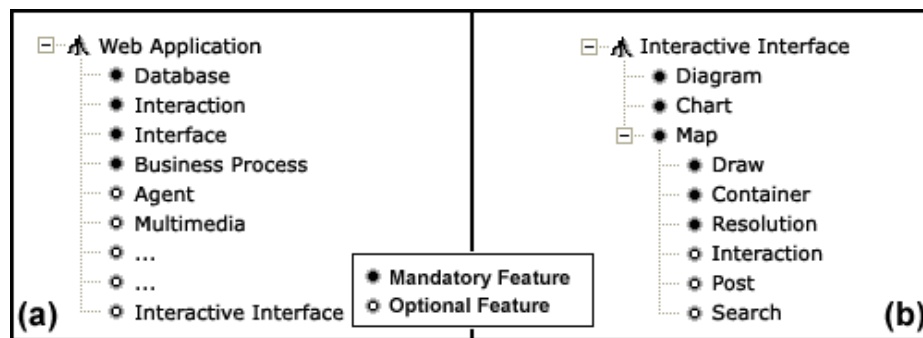 Web Application
Database
Interaction
Interface
Business Process
Agent
Multimedia
...
...
Interactive Interface
(a)
Interactive Interface
Diagram
Chart
Map
Draw
Container
Resolution
Interaction
Post
Search
(b)
Mandatory Feature
Optional Feature